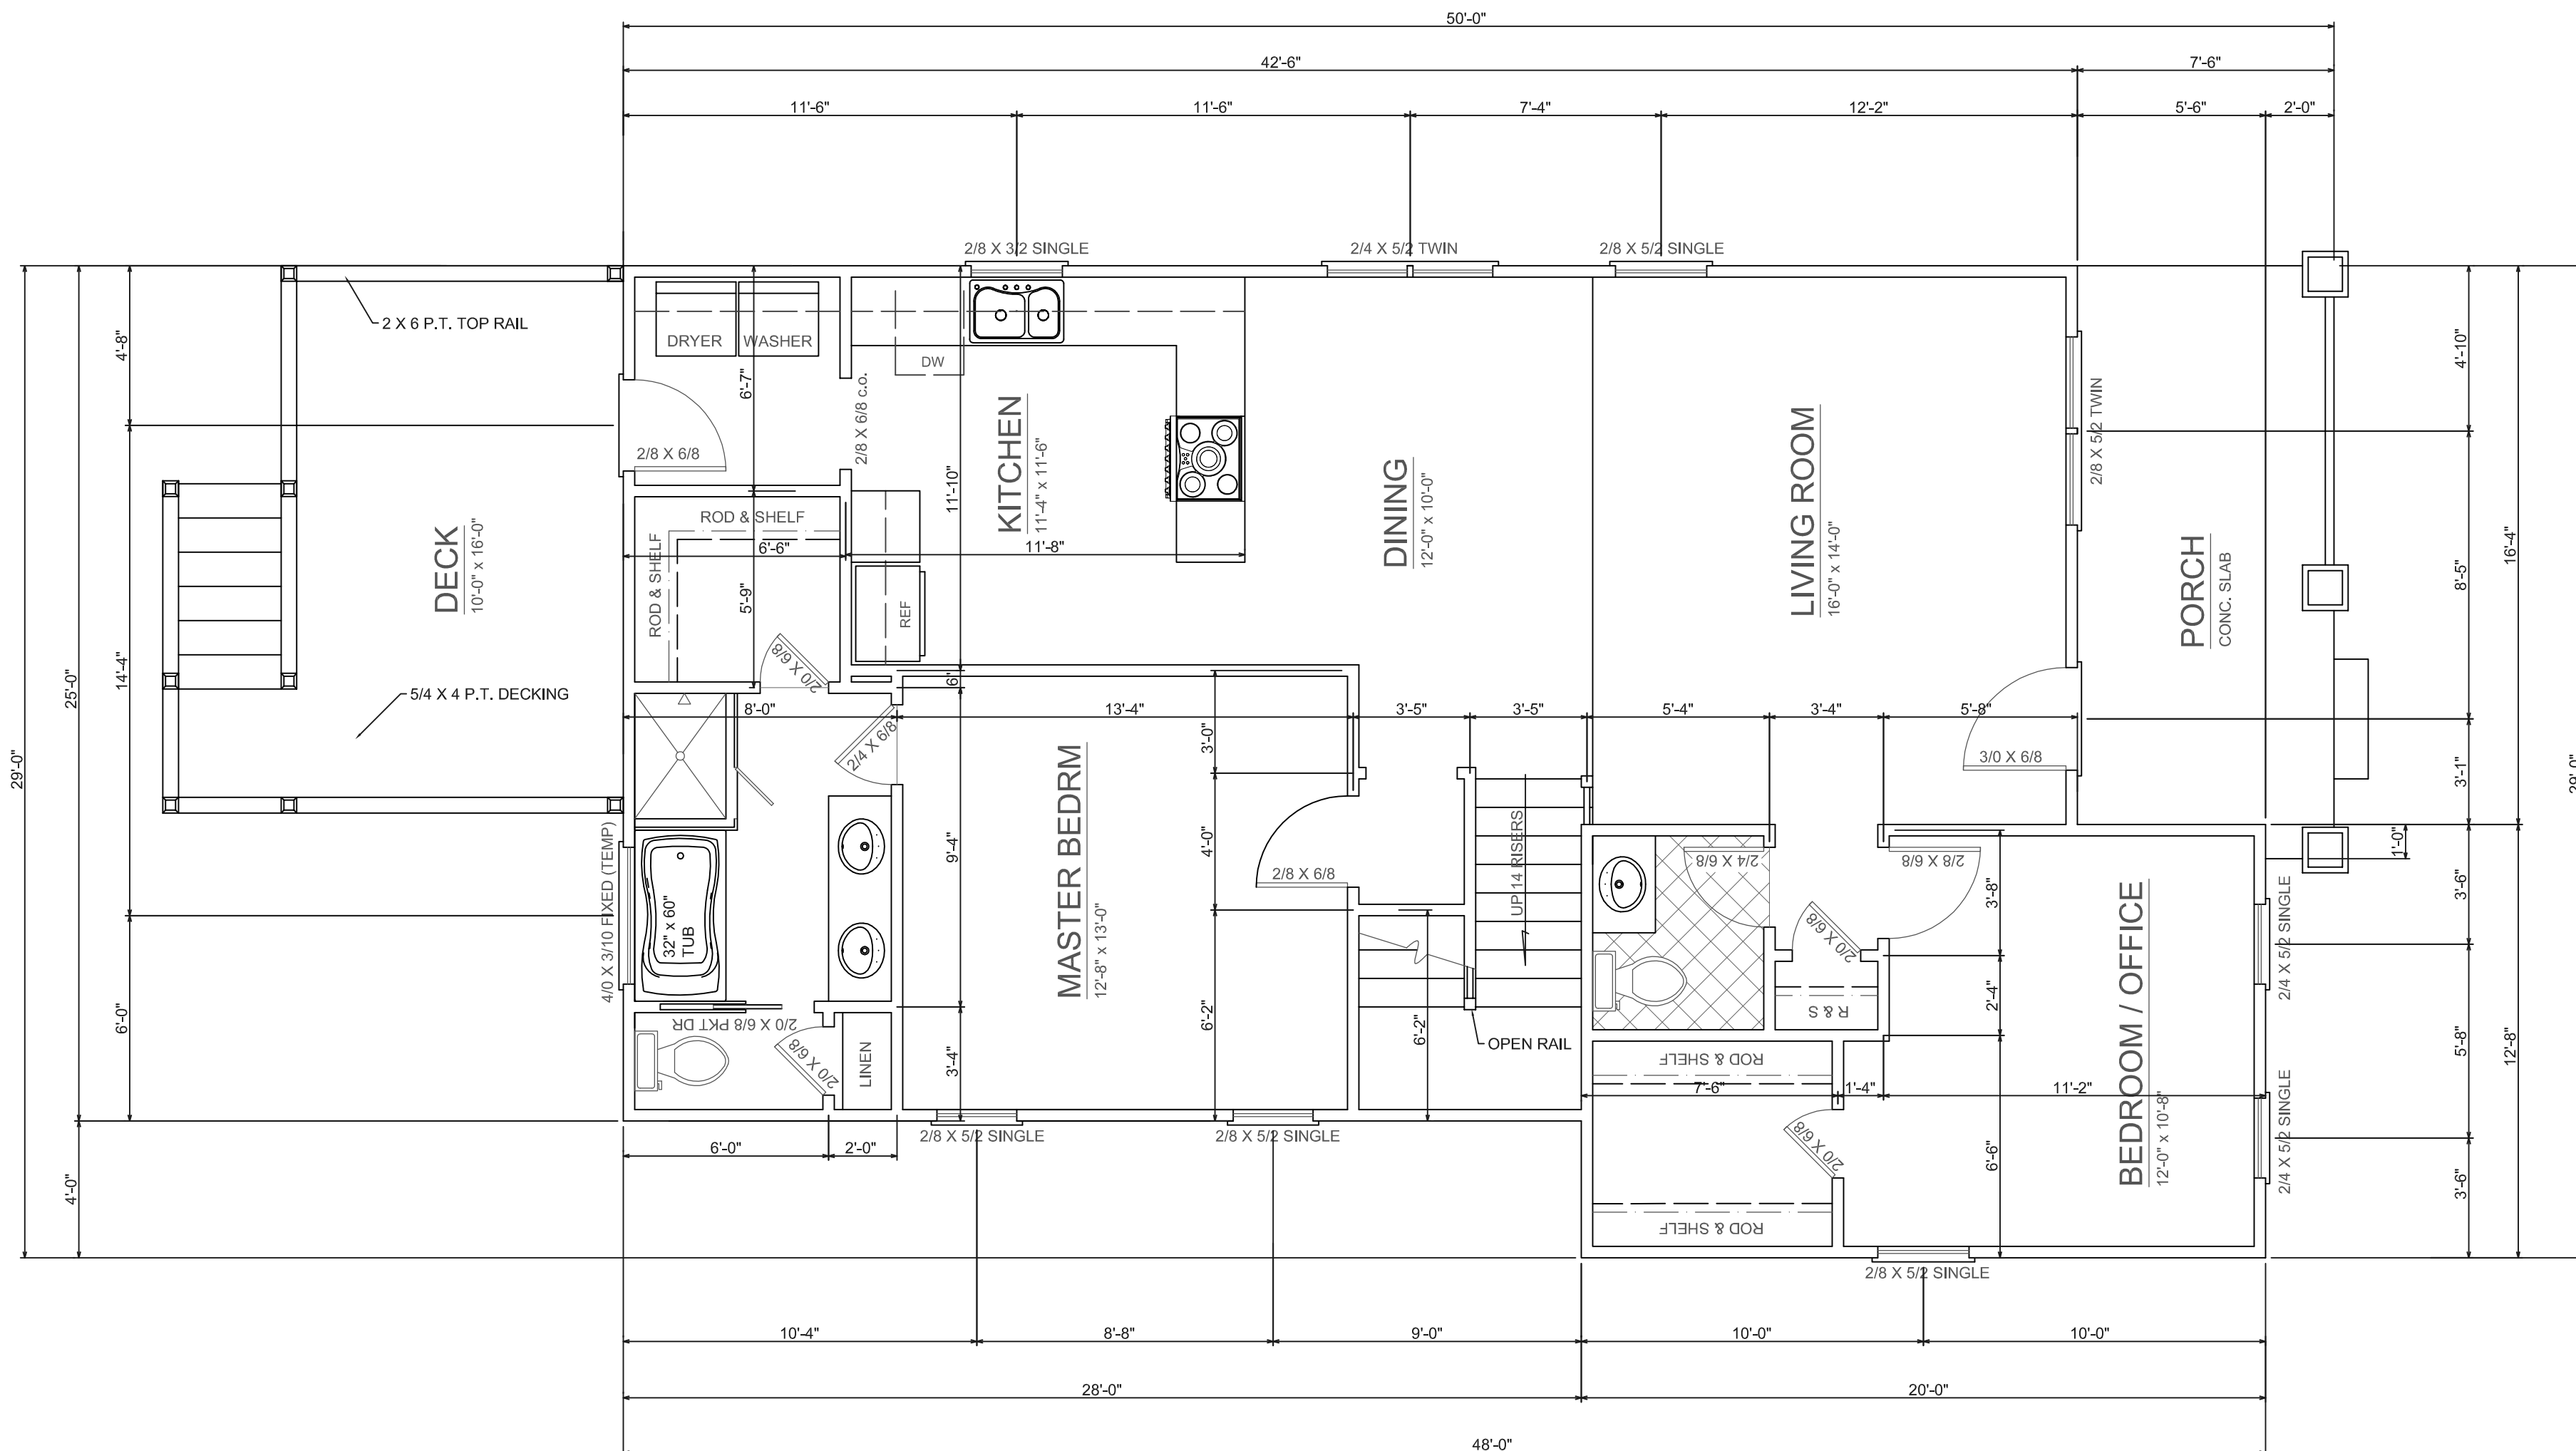 50'-0"
42'-6"
7'-6"
11'-6"
11'-6"
7'-4"
12'-2"
5'-6"
2'-0"
2/8 X 3/2 SINGLE
2/4 X 5/2 TWIN
2/8 X 5/2 SINGLE
2 X 6 P.T. TOP RAIL
DRYER
WASHER
DW
4'-8"
6'-7"
2/8 X 6/8 c.o.
2/8 X 6/8
KITCHEN
11'-4" x 11'-6"
11'-10"
DINING
12'-0" x 10'-0"
LIVING ROOM
16'-0" x 14'-0"
2/8 X 5/2 TWIN
4'-10"
16'-4"
8'-5"
PORCH
CONC. SLAB
DECK
10'-0" x 16'-0"
ROD & SHELF
ROD & SHELF
6'-6"
11'-8"
5'-9"
REF
2/0 X 6/8
6"
25'-0"
14'-4"
29'-0"
5/4 X 4 P.T. DECKING
8'-0"
13'-4"
3'-5"
3'-5"
5'-4"
3'-4"
5'-8"
2/4 X 6/8
3'-0"
3/0 X 6/8
3'-1"
29'-0"
MASTER BEDRM
12'-8" x 13'-0"
9'-4"
4'-0"
2/8 X 6/8
UP 14 RISERS
2/4 X 6/8
2/8 X 6/8
1'-0"
3'-6"
3'-8"
2/0 X 6/8
4/0 X 3/10 FIXED (TEMP)
32" x 60"
TUB
BEDROOM / OFFICE
12'-0" x 10'-8"
2/4 X 5/2 SINGLE
6'-0"
2/0 X 6/8 PKT DR
2/0 X 6/8
LINEN
3'-4"
6'-2"
6'-2"
OPEN RAIL
R & S
2'-4"
5'-8"
12'-8"
ROD & SHELF
7'-6"
1'-4"
11'-2"
2/4 X 5/2 SINGLE
2/0 X 6/8
6'-6"
3'-6"
4'-0"
6'-0"
2'-0"
2/8 X 5/2 SINGLE
2/8 X 5/2 SINGLE
ROD & SHELF
2/8 X 5/2 SINGLE
10'-4"
8'-8"
9'-0"
10'-0"
10'-0"
28'-0"
20'-0"
48'-0"